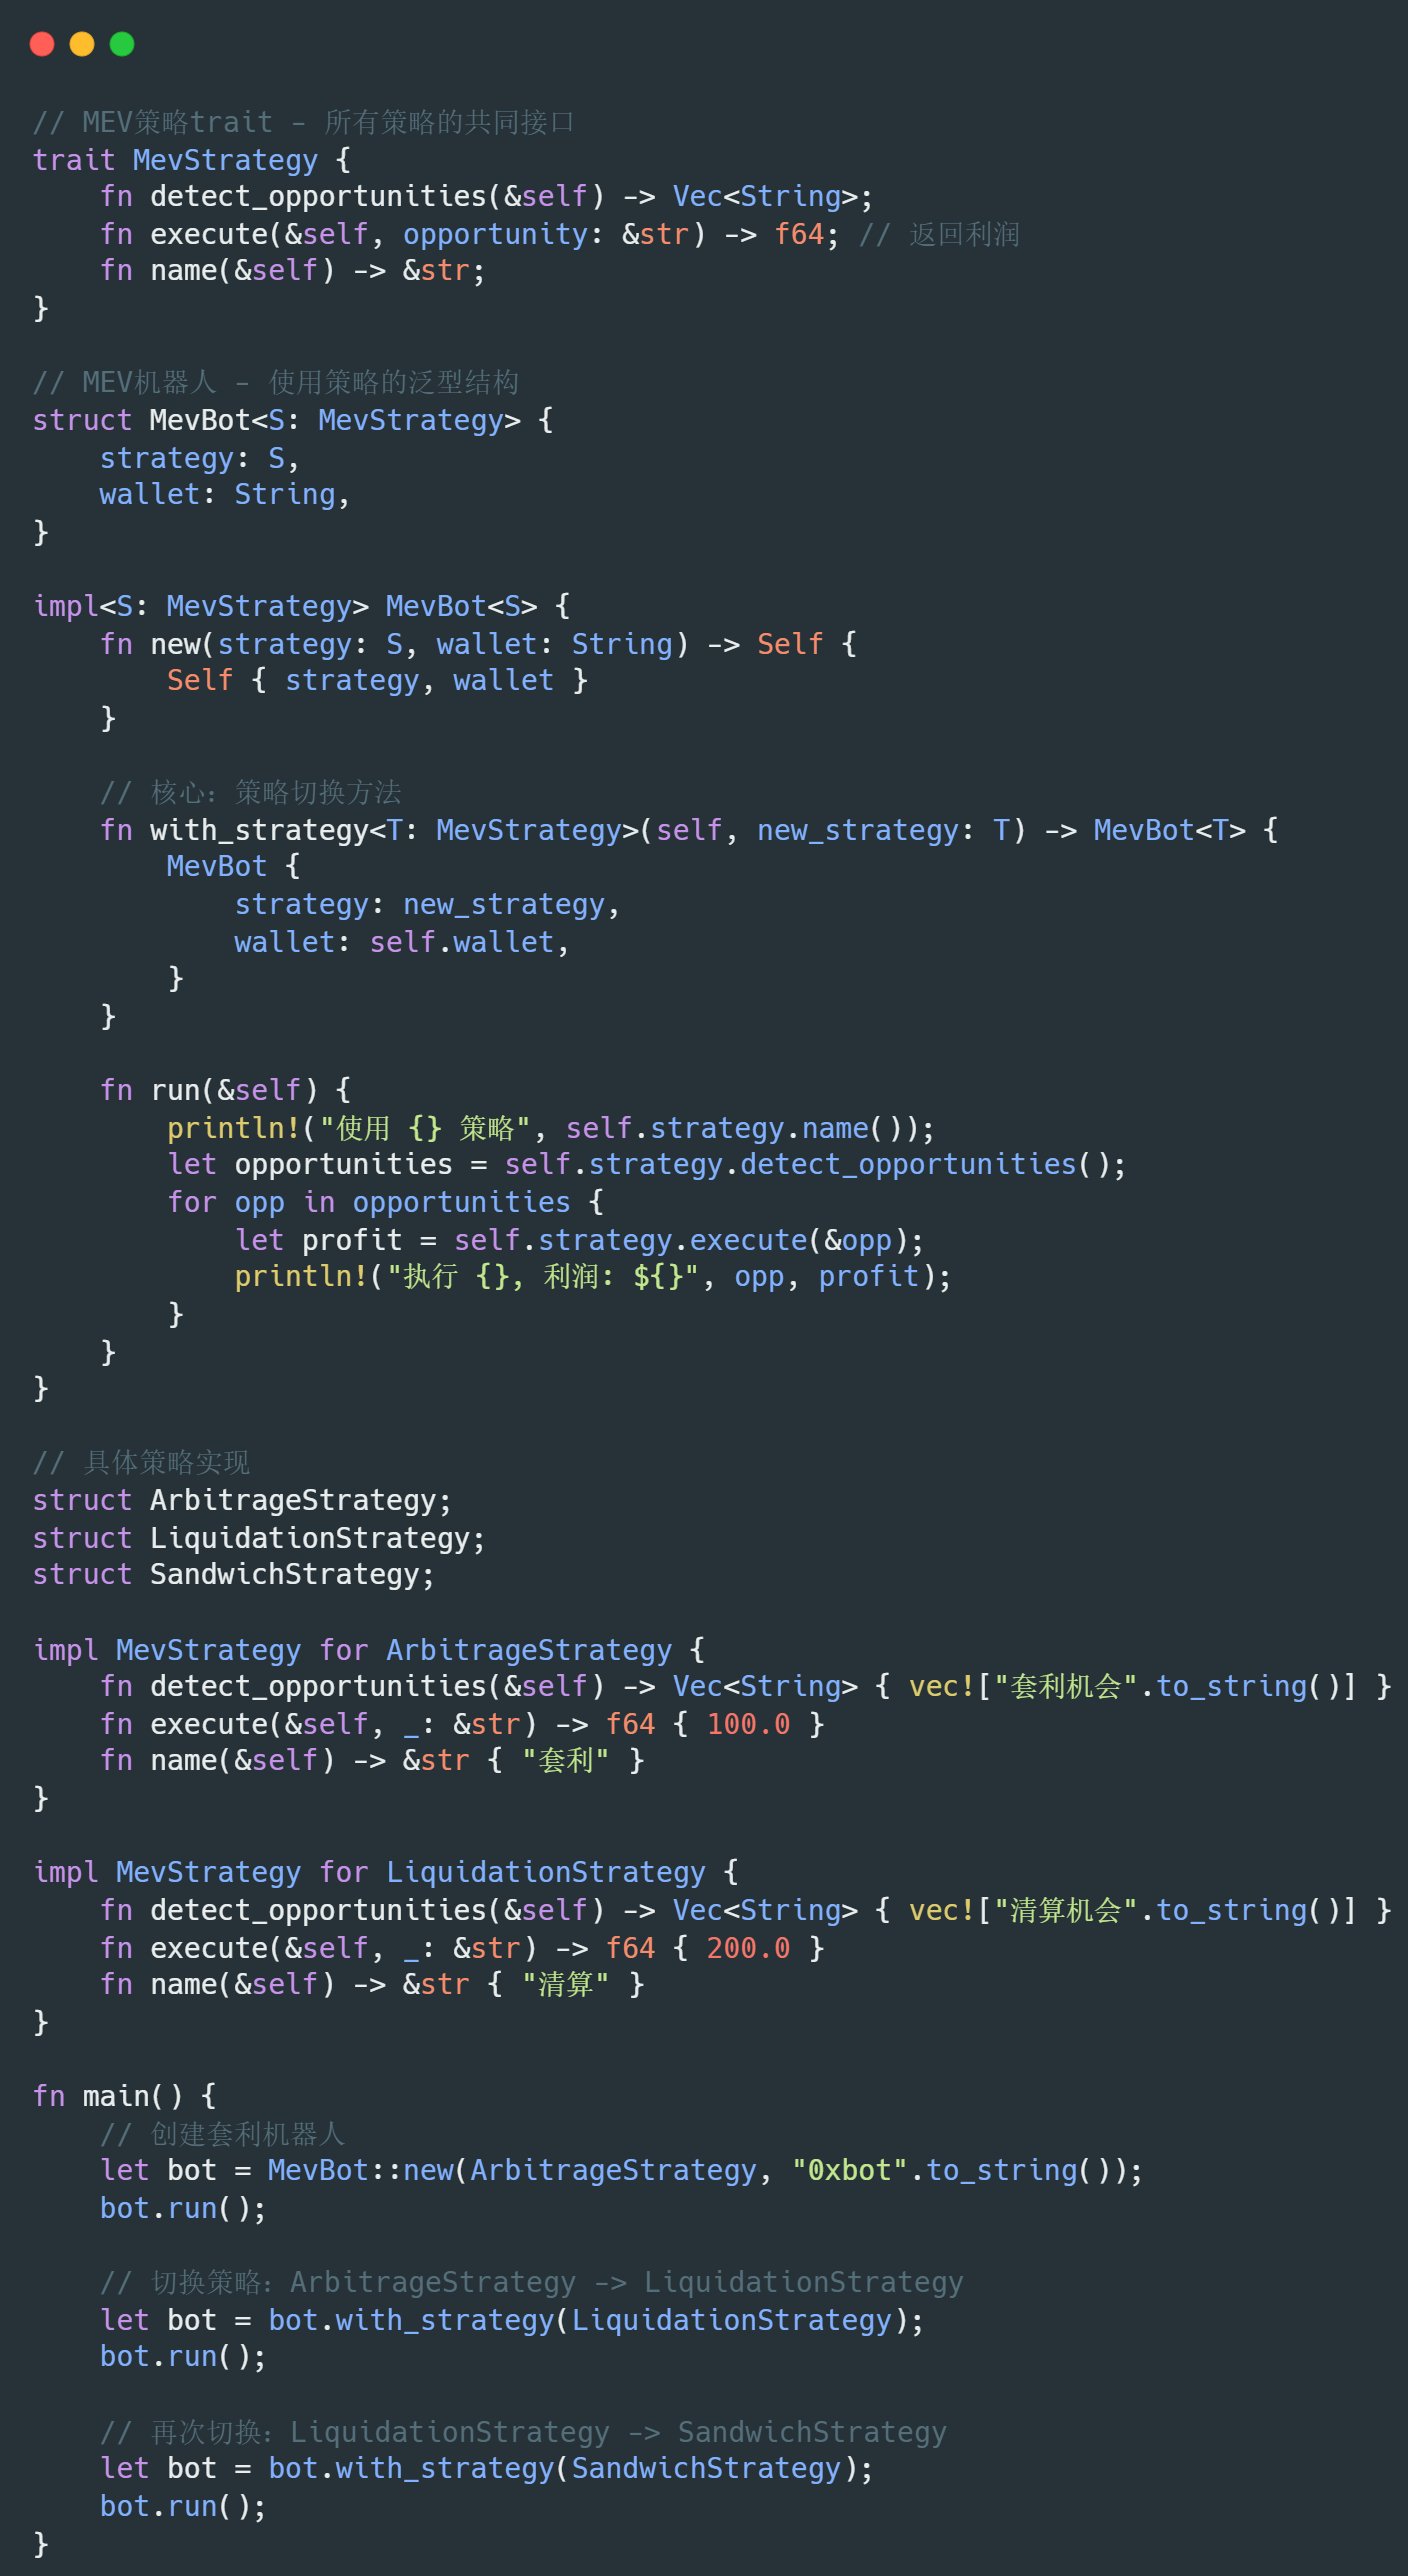 // MEV策略trait - 所有策略的共同接口
trait MevStrategy {
    fn detect_opportunities(&self) -> Vec<String>;
    fn execute(&self, opportunity: &str) -> f64; // 返回利润
    fn name(&self) -> &str;
}

// MEV机器人 - 使用策略的泛型结构
struct MevBot<S: MevStrategy> {
    strategy: S,
    wallet: String,
}

impl<S: MevStrategy> MevBot<S> {
    fn new(strategy: S, wallet: String) -> Self {
        Self { strategy, wallet }
    }

    // 核心：策略切换方法
    fn with_strategy<T: MevStrategy>(self, new_strategy: T) -> MevBot<T> {
        MevBot {
            strategy: new_strategy,
            wallet: self.wallet,
        }
    }

    fn run(&self) {
        println!("使用 {} 策略", self.strategy.name());
        let opportunities = self.strategy.detect_opportunities();
        for opp in opportunities {
            let profit = self.strategy.execute(&opp);
            println!("执行 {}, 利润: ${}", opp, profit);
        }
    }
}

// 具体策略实现
struct ArbitrageStrategy;
struct LiquidationStrategy;
struct SandwichStrategy;

impl MevStrategy for ArbitrageStrategy {
    fn detect_opportunities(&self) -> Vec<String> { vec!["套利机会".to_string()] }
    fn execute(&self, _: &str) -> f64 { 100.0 }
    fn name(&self) -> &str { "套利" }
}

impl MevStrategy for LiquidationStrategy {
    fn detect_opportunities(&self) -> Vec<String> { vec!["清算机会".to_string()] }
    fn execute(&self, _: &str) -> f64 { 200.0 }
    fn name(&self) -> &str { "清算" }
}

fn main() {
    // 创建套利机器人
    let bot = MevBot::new(ArbitrageStrategy, "0xbot".to_string());
    bot.run();

    // 切换策略：ArbitrageStrategy -> LiquidationStrategy
    let bot = bot.with_strategy(LiquidationStrategy);
    bot.run();

    // 再次切换：LiquidationStrategy -> SandwichStrategy
    let bot = bot.with_strategy(SandwichStrategy);
    bot.run();
}